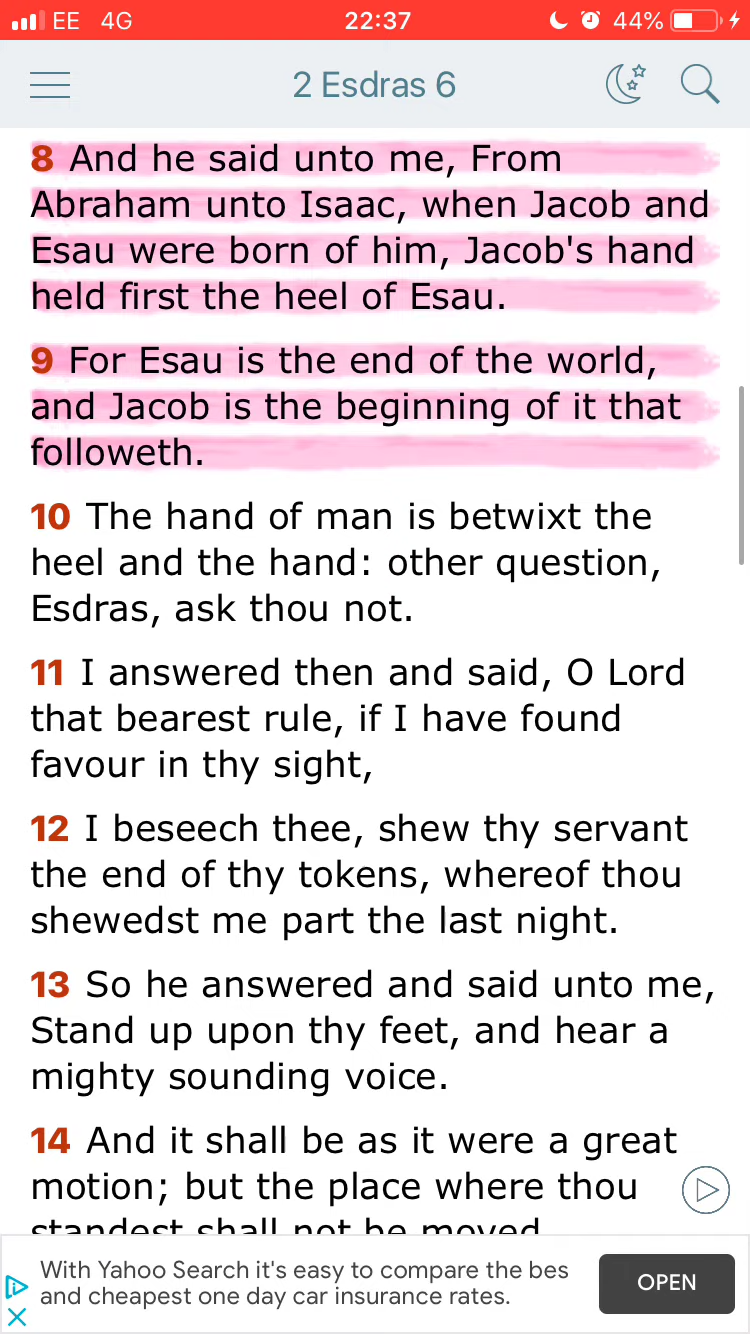 EE 4G 22:37 44%
2 Esdras 6
8 And he said unto me, From
Abraham unto Isaac, when Jacob and
Esau were born of him, Jacob's hand
held first the heel of Esau.
9 For Esau is the end of the world,
and Jacob is the beginning of it that
followeth.
10 The hand of man is betwixt the
heel and the hand: other question,
Esdras, ask thou not.
11 I answered then and said, O Lord
that bearest rule, if I have found
favour in thy sight,
12 I beseech thee, shew thy servant
the end of thy tokens, whereof thou
shewedst me part the last night.
13 So he answered and said unto me,
Stand up upon thy feet, and hear a
mighty sounding voice.
14 And it shall be as it were a great
motion; but the place where thou
standest shall not be moved
With Yahoo Search it's easy to compare the bes
and cheapest one day car insurance rates.
OPEN